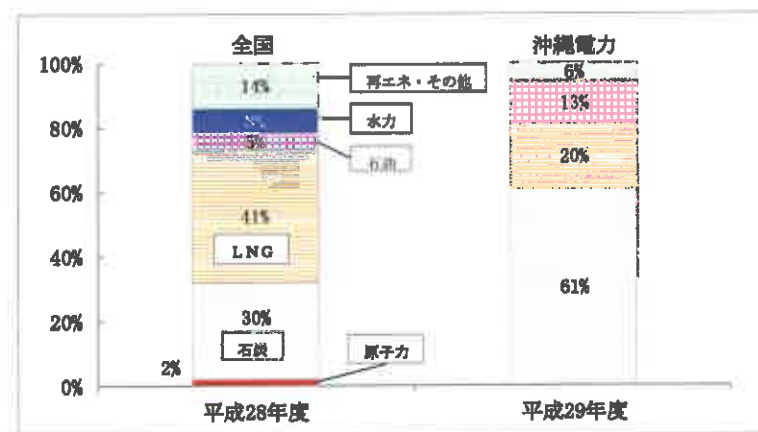 全国
沖縄電力
100%
80%
60%
40%
20%
0%
14%
再エネ・その他
水力
5%
石油
41%
LNG
30%
石炭
2%
原子力
6%
13%
20%
61%
平成28年度
平成29年度